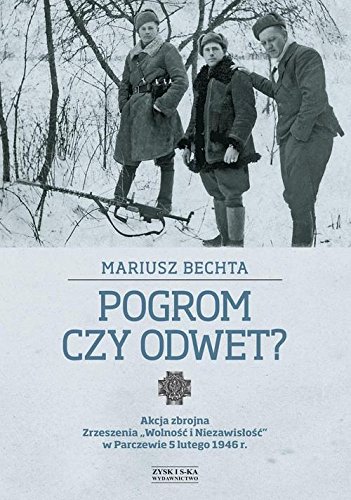 MARIUSZ BECHTA
POGROM
CZY ODWET?
Akcja zbrojna
Zrzeszenia „Wolność i Niezawisłość”
w Parczewie 5 lutego 1946 r.
ZYSK I S-KA
WYDAWNICTWO